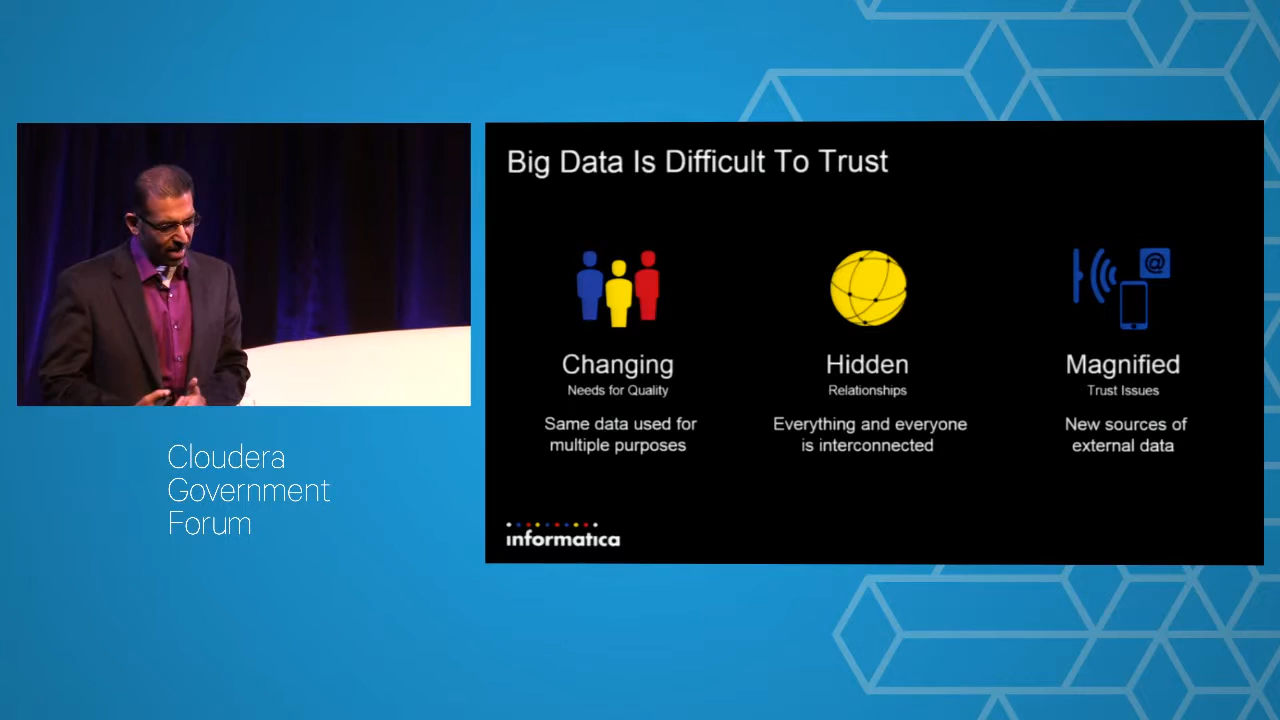 Cloudera
Government
Forum
Big Data Is Difficult To Trust
Changing
Needs for Quality
Same data used for
multiple purposes
Hidden
Relationships
Everything and everyone
is interconnected
@
Magnified
Trust Issues
New sources of
external data
informatica